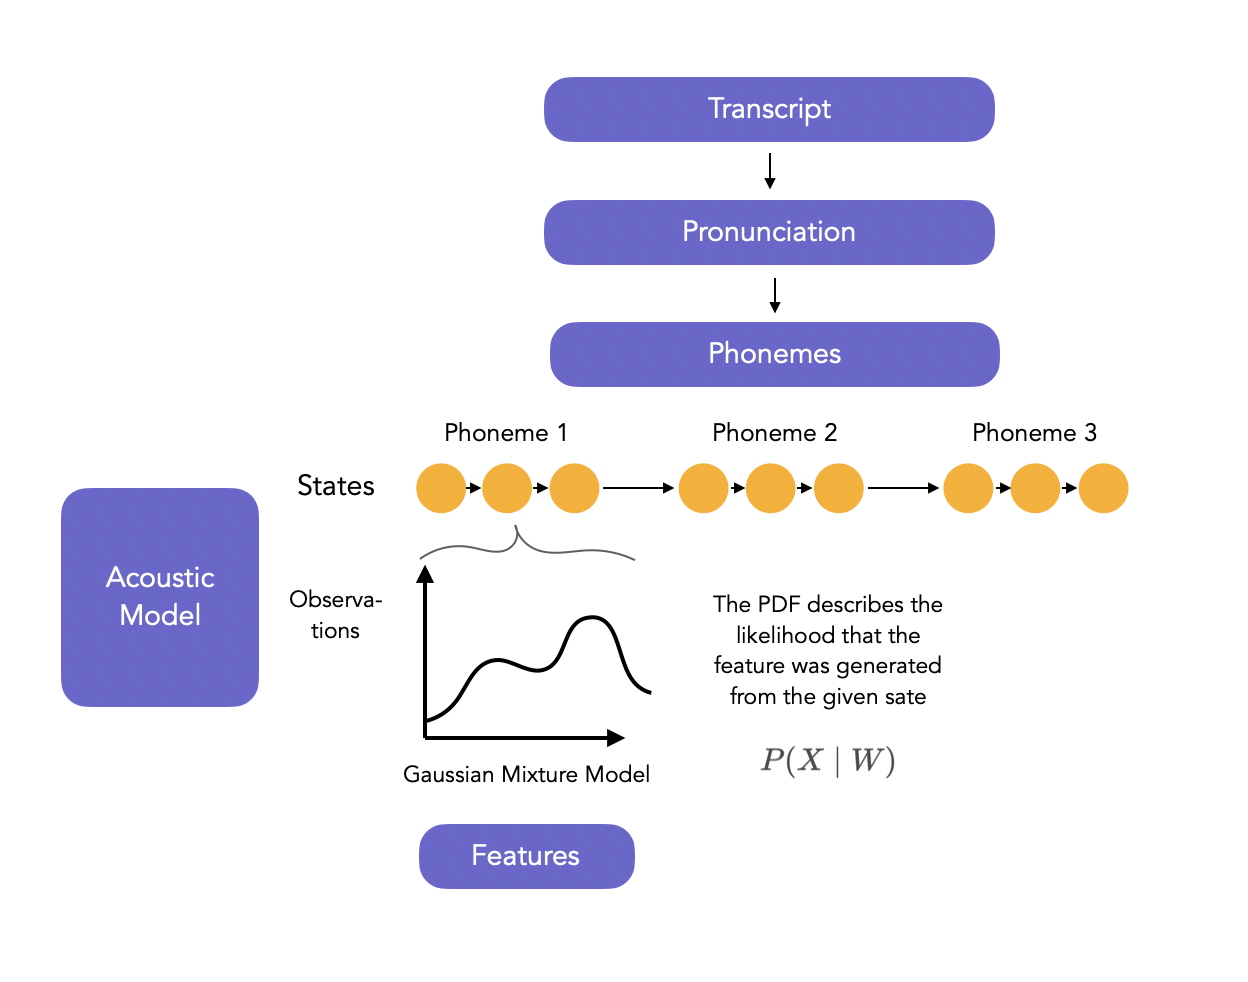 Transcript
Pronunciation
Phonemes
Phoneme 1
Phoneme 2
Phoneme 3
States
Acoustic
Model
Observa-
tions
The PDF describes the
likelihood that the
feature was generated
from the given sate
P(X | W)
Gaussian Mixture Model
Features